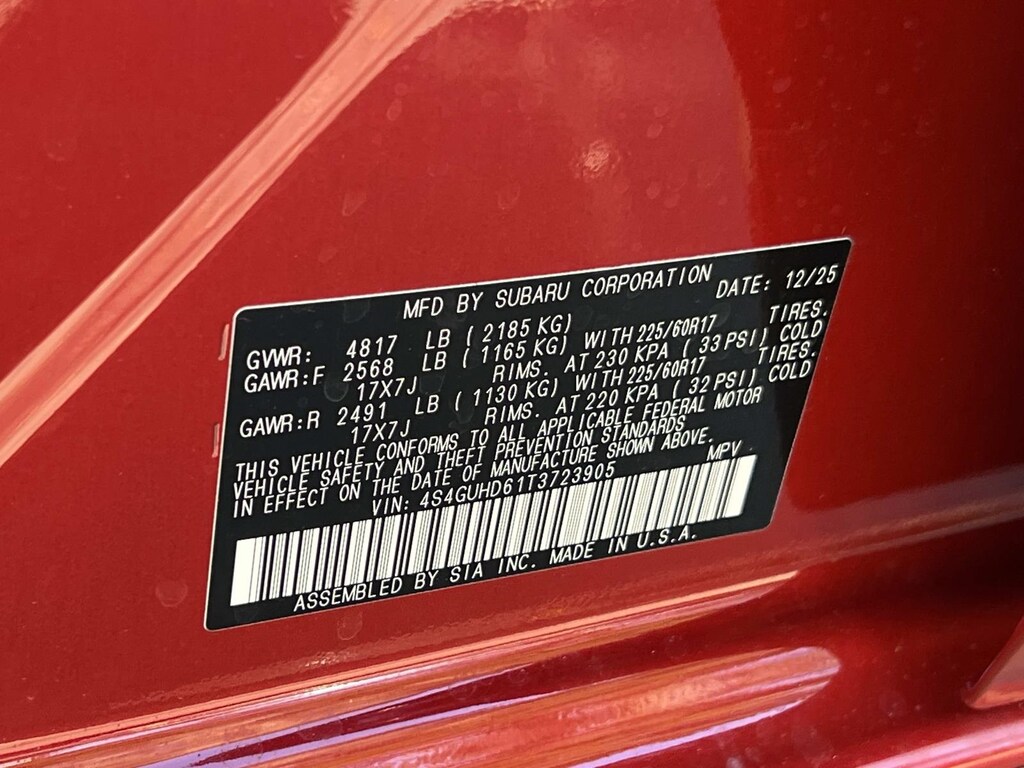 MFD BY SUBARU CORPORATION DATE: 12/25
GVWR: 4817 LB ( 2185 KG)
GAWR:F 2568 LB ( 1165 KG) WITH 225/60R17 TIRES.
17X7J RIMS. AT 230 KPA ( 33 PSI) COLD
GAWR:R 2491 LB ( 1130 KG) WITH 225/60R17 TIRES.
17X7J RIMS. AT 220 KPA ( 32 PSI) COLD
THIS VEHICLE CONFORMS TO ALL APPLICABLE FEDERAL MOTOR
VEHICLE SAFETY AND THEFT PREVENTION STANDARDS
IN EFFECT ON THE DATE OF MANUFACTURE SHOWN ABOVE.
VIN: 4S4GUHD61T3723905 MPV
ASSEMBLED BY SIA INC. MADE IN U.S.A.